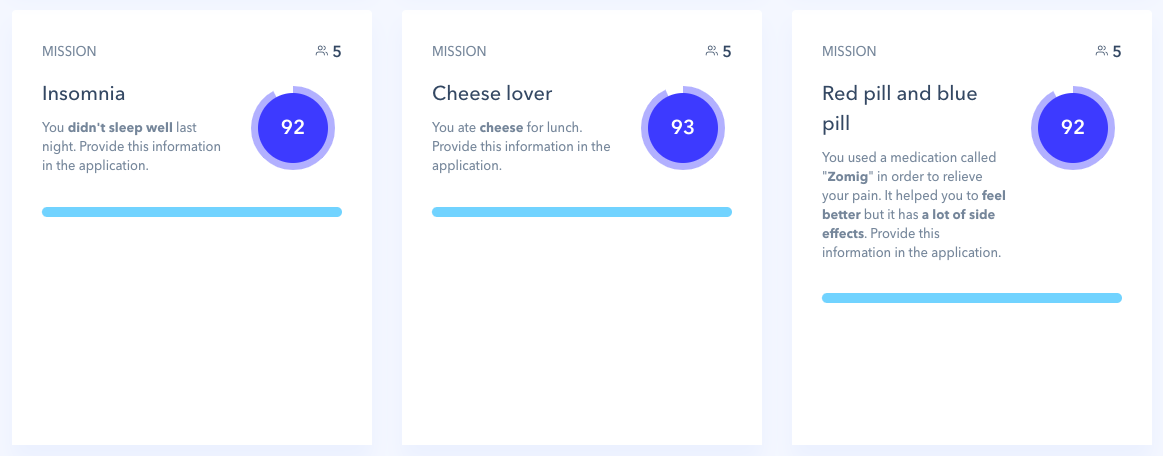 MISSION
5
Insomnia
92
You didn't sleep well last
night. Provide this information
in the application.
MISSION
5
Cheese lover
93
You ate cheese for lunch.
Provide this information in the
application.
MISSION
5
Red pill and blue
pill
92
You used a medication called
"Zomig" in order to relieve
your pain. It helped you to feel
better but it has a lot of side
effects. Provide this
information in the application.